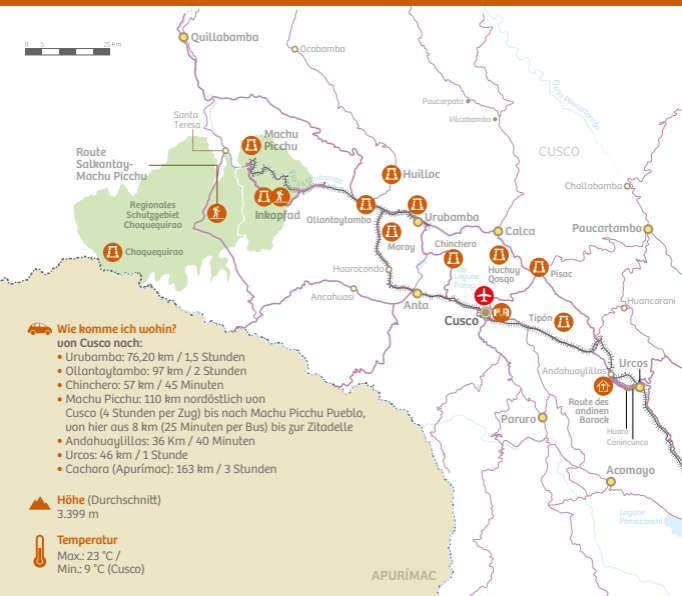 0 5 25 Km
Quillabamba
Ocobamba
Paucarpata
Vilcabamba
Río Paucartambo
CUSCO
Santa
Teresa
Machu
Picchu
Route
Salkantay-
Machu Picchu
Río Urubamba
Huilloc
Challabamba
Regionales
Schutzgebiet
Choquequirao
Inkapfad
Ollantaytambo
Urubamba
Calca
Paucartambo
Choquequirao
Moray
Chinchero
Huchuy
Qosqo
Písac
Huarocondo
Lagune
Ancahuasi
Anta
Cusco
Tipón
Huancarani
Andahuaylillas
Urcos
Route des
andinen
Barock
Huaro
Canincunca
Paruro
Acomayo
Lagune
Pomacanchi
Wie komme ich wohin?
von Cusco nach:
• Urubamba: 76,20 km / 1,5 Stunden
• Ollantaytambo: 97 km / 2 Stunden
• Chinchero: 57 km / 45 Minuten
• Machu Picchu: 110 km nordöstlich von
Cusco (4 Stunden per Zug) bis nach Machu Picchu Pueblo,
von hier aus 8 km (25 Minuten per Bus) bis zur Zitadelle
• Andahuaylillas: 36 Km / 40 Minuten
• Urcos: 46 km / 1 Stunde
• Cachora (Apurímac): 163 km / 3 Stunden
Höhe (Durchschnitt)
3.399 m
Temperatur
Max.: 23 °C /
Min.: 9 °C (Cusco)
APURÍMAC